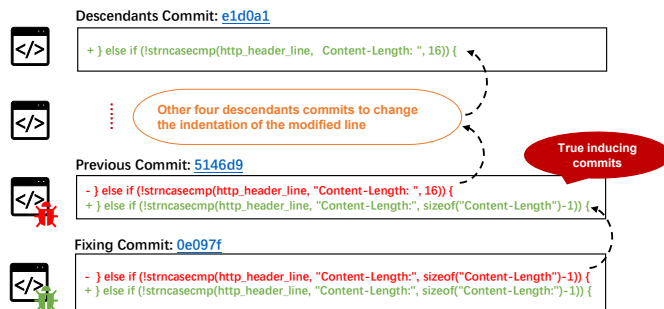 Descendants Commit: e1d0a1
</>
+ } else if (!strncasecmp(http_header_line, Content-Length: ", 16)) {
</>
Other four descendants commits to change
the indentation of the modified line
Previous Commit: 5146d9
True inducing
commits
</>
- } else if (!strncasecmp(http_header_line, "Content-Length: ", 16)) {
+ } else if (!strncasecmp(http_header_line, "Content-Length:", sizeof("Content-Length")-1)) {
Fixing Commit: 0e097f
</>
- } else if (!strncasecmp(http_header_line, "Content-Length:", sizeof("Content-Length")-1)) {
+ } else if (!strncasecmp(http_header_line, "Content-Length:", sizeof("Content-Length:")-1)) {